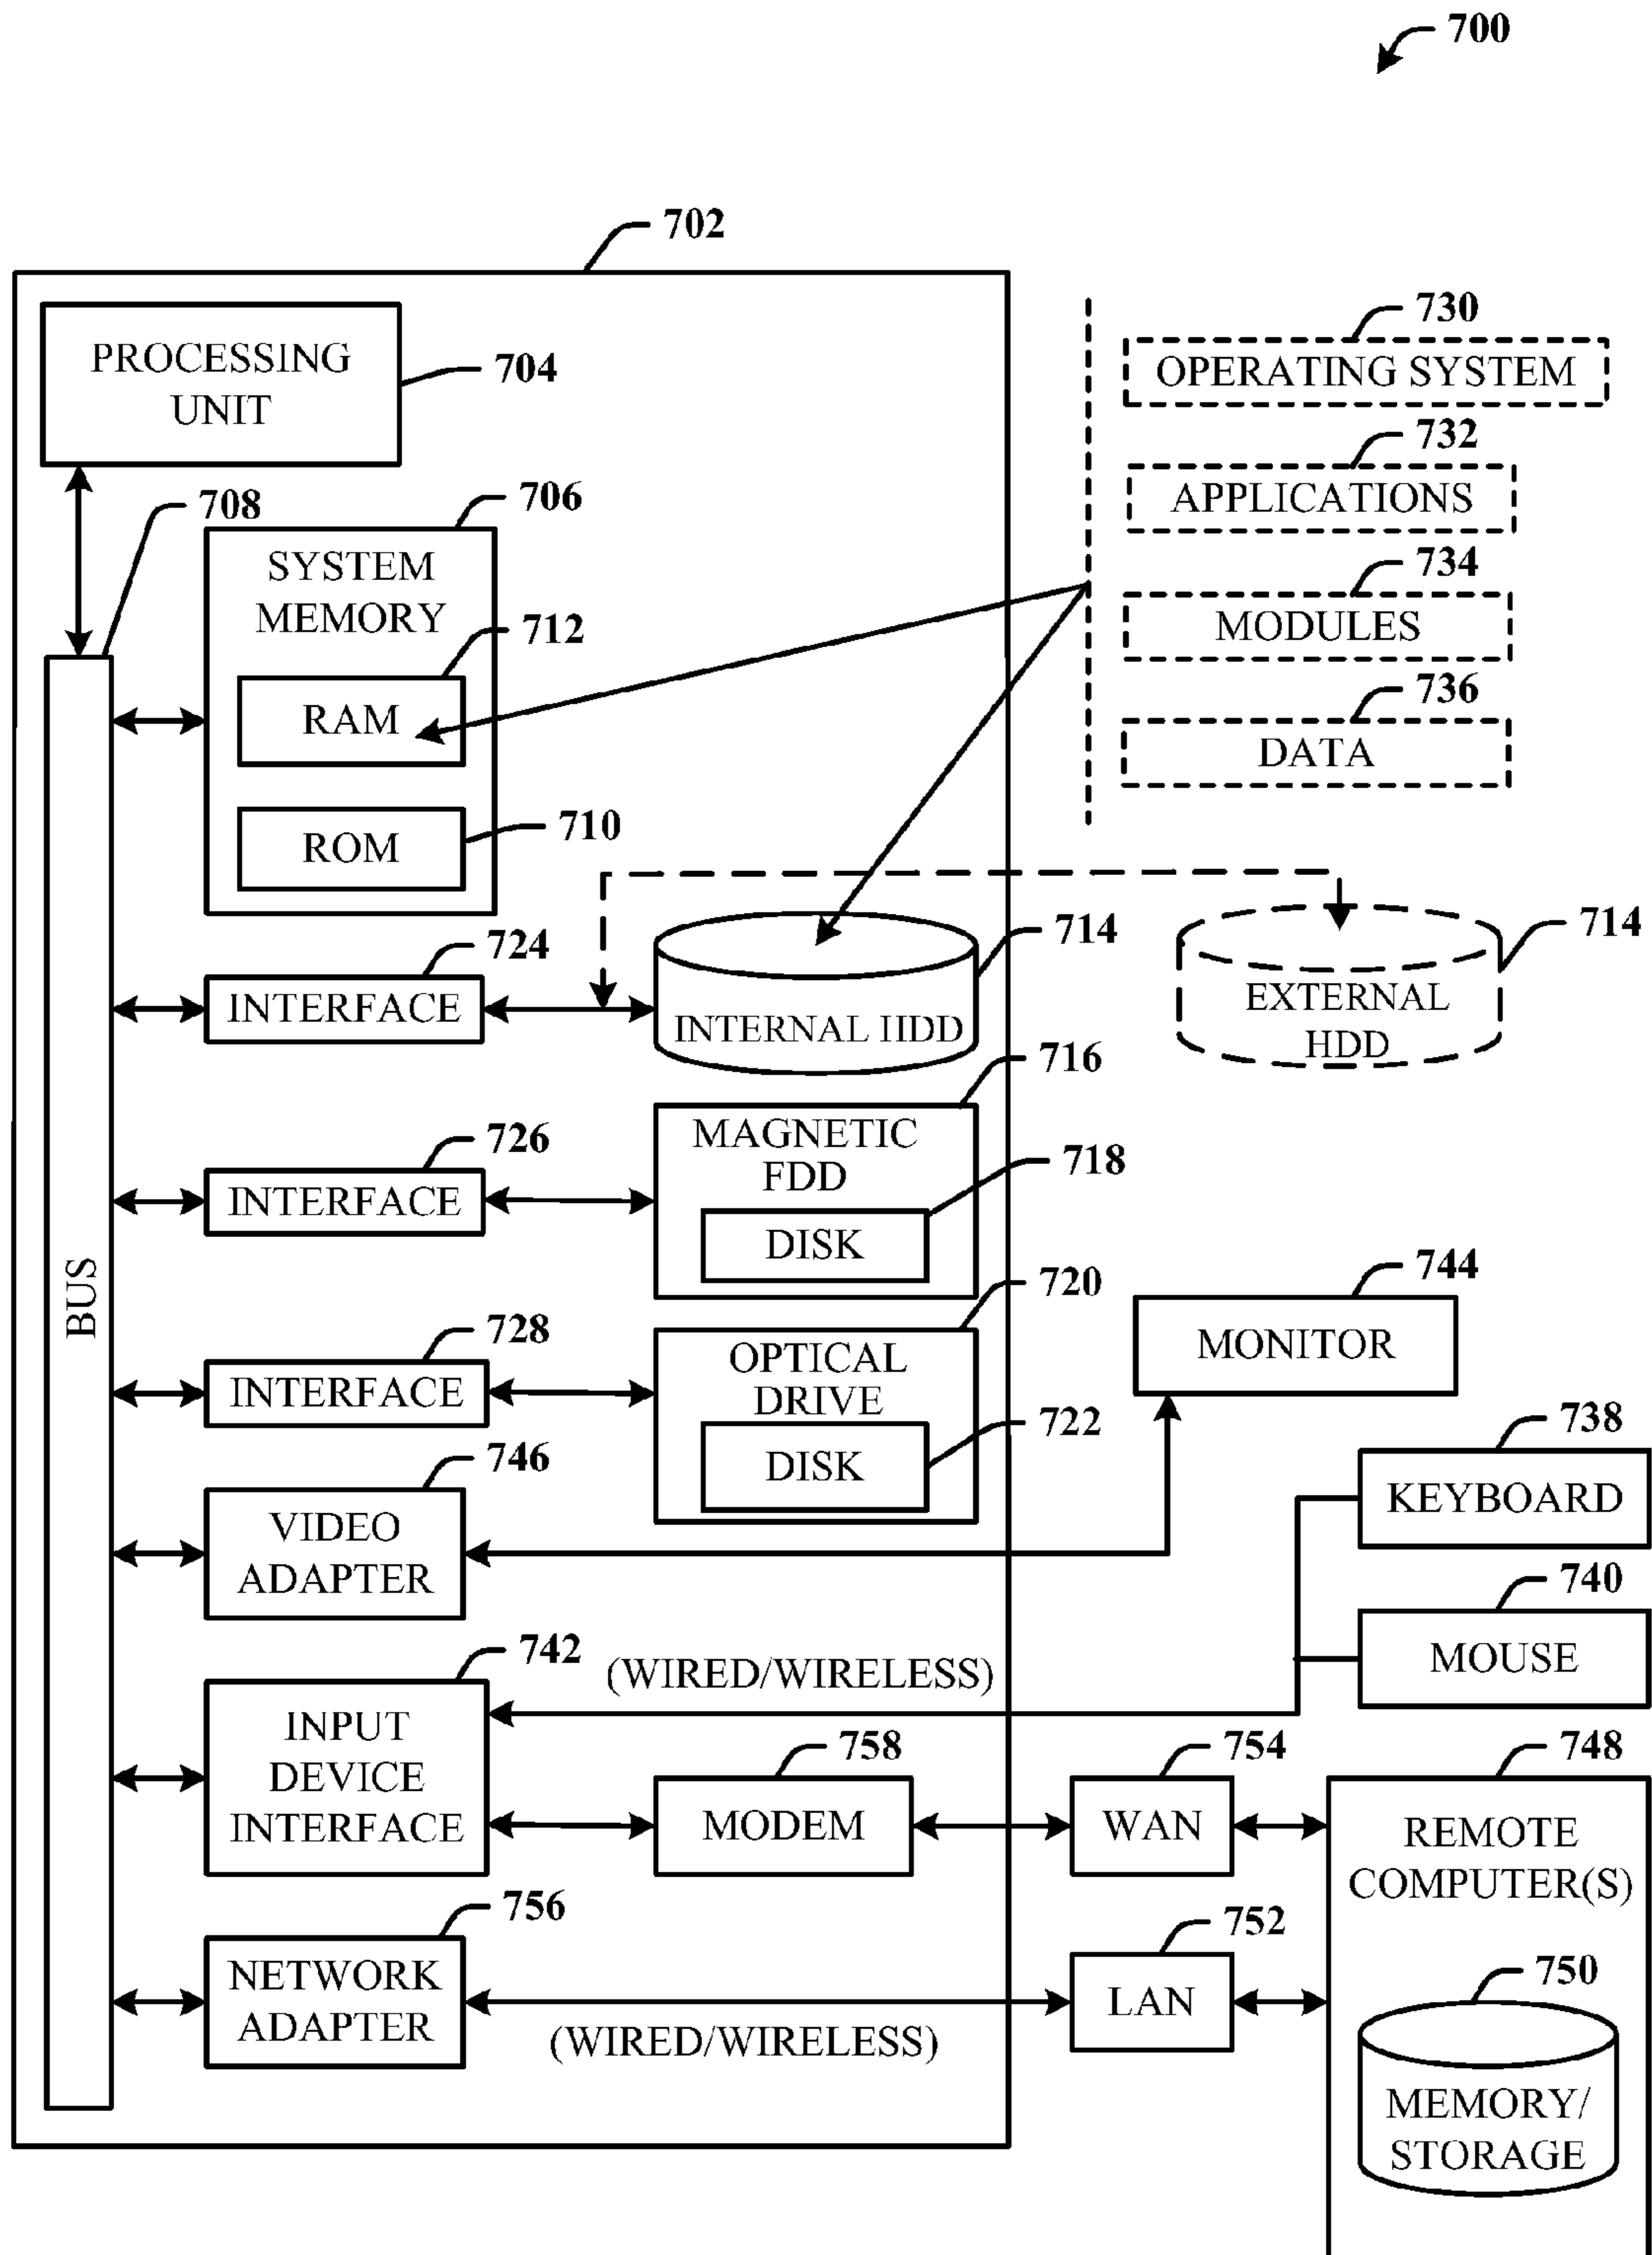 700
702
PROCESSING
UNIT
704
730
OPERATING SYSTEM
732
APPLICATIONS
734
MODULES
736
DATA
708
706
SYSTEM
MEMORY
712
RAM
710
ROM
BUS
724
INTERFACE
714
INTERNAL HDD
714
EXTERNAL
HDD
726
INTERFACE
716
MAGNETIC
FDD
718
DISK
728
INTERFACE
720
OPTICAL
DRIVE
722
DISK
744
MONITOR
746
VIDEO
ADAPTER
738
KEYBOARD
740
MOUSE
742
INPUT
DEVICE
INTERFACE
(WIRED/WIRELESS)
758
MODEM
754
WAN
748
REMOTE
COMPUTER(S)
756
NETWORK
ADAPTER
(WIRED/WIRELESS)
752
LAN
750
MEMORY/
STORAGE